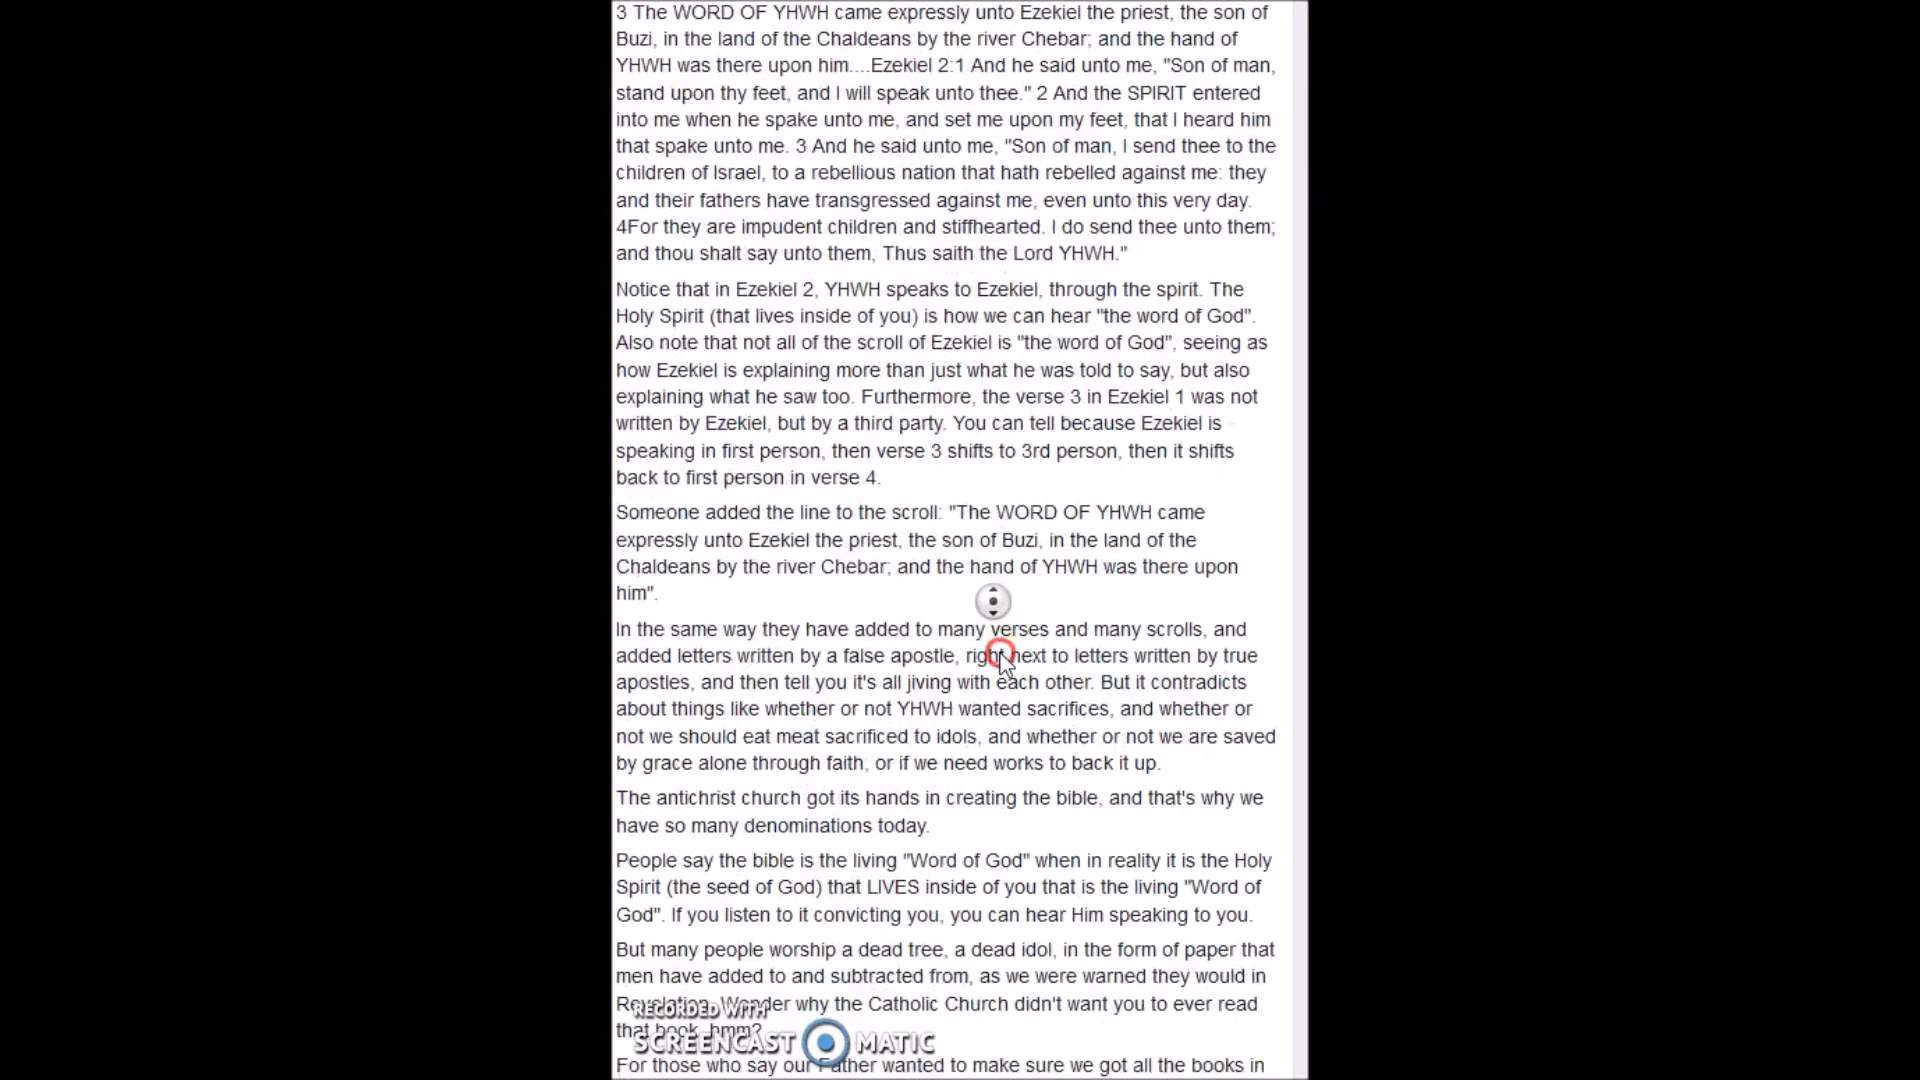 3 The WORD OF YHWH came expressly unto Ezekiel the priest, the son of
Buzi, in the land of the Chaldeans by the river Chebar; and the hand of
YHWH was there upon him....Ezekiel 2:1 And he said unto me, "Son of man,
stand upon thy feet, and I will speak unto thee." 2 And the SPIRIT entered
into me when he spake unto me, and set me upon my feet, that I heard him
that spake unto me. 3 And he said unto me, "Son of man, I send thee to the
children of Israel, to a rebellious nation that hath rebelled against me: they
and their fathers have transgressed against me, even unto this very day.
4For they are impudent children and stiffhearted. I do send thee unto them;
and thou shalt say unto them, Thus saith the Lord YHWH."
Notice that in Ezekiel 2, YHWH speaks to Ezekiel, through the spirit. The
Holy Spirit (that lives inside of you) is how we can hear "the word of God".
Also note that not all of the scroll of Ezekiel is "the word of God", seeing as
how Ezekiel is explaining more than just what he was told to say, but also
explaining what he saw too. Furthermore, the verse 3 in Ezekiel 1 was not
written by Ezekiel, but by a third party. You can tell because Ezekiel is
speaking in first person, then verse 3 shifts to 3rd person, then it shifts
back to first person in verse 4.
Someone added the line to the scroll: "The WORD OF YHWH came
expressly unto Ezekiel the priest, the son of Buzi, in the land of the
Chaldeans by the river Chebar; and the hand of YHWH was there upon
him".
In the same way they have added to many verses and many scrolls, and
added letters written by a false apostle, right next to letters written by true
apostles, and then tell you it's all jiving with each other. But it contradicts
about things like whether or not YHWH wanted sacrifices, and whether or
not we should eat meat sacrificed to idols, and whether or not we are saved
by grace alone through faith, or if we need works to back it up.
The antichrist church got its hands in creating the bible, and that's why we
have so many denominations today.
People say the bible is the living "Word of God" when in reality it is the Holy
Spirit (the seed of God) that LIVES inside of you that is the living "Word of
God". If you listen to it convicting you, you can hear Him speaking to you.
But many people worship a dead tree, a dead idol, in the form of paper that
men have added to and subtracted from, as we were warned they would in
Revelation. Wonder why the Catholic Church didn't want you to ever read
that book, hmm?
For those who say our Father wanted to make sure we got all the books in
RECORDED WITH
SCREENCAST MATIC